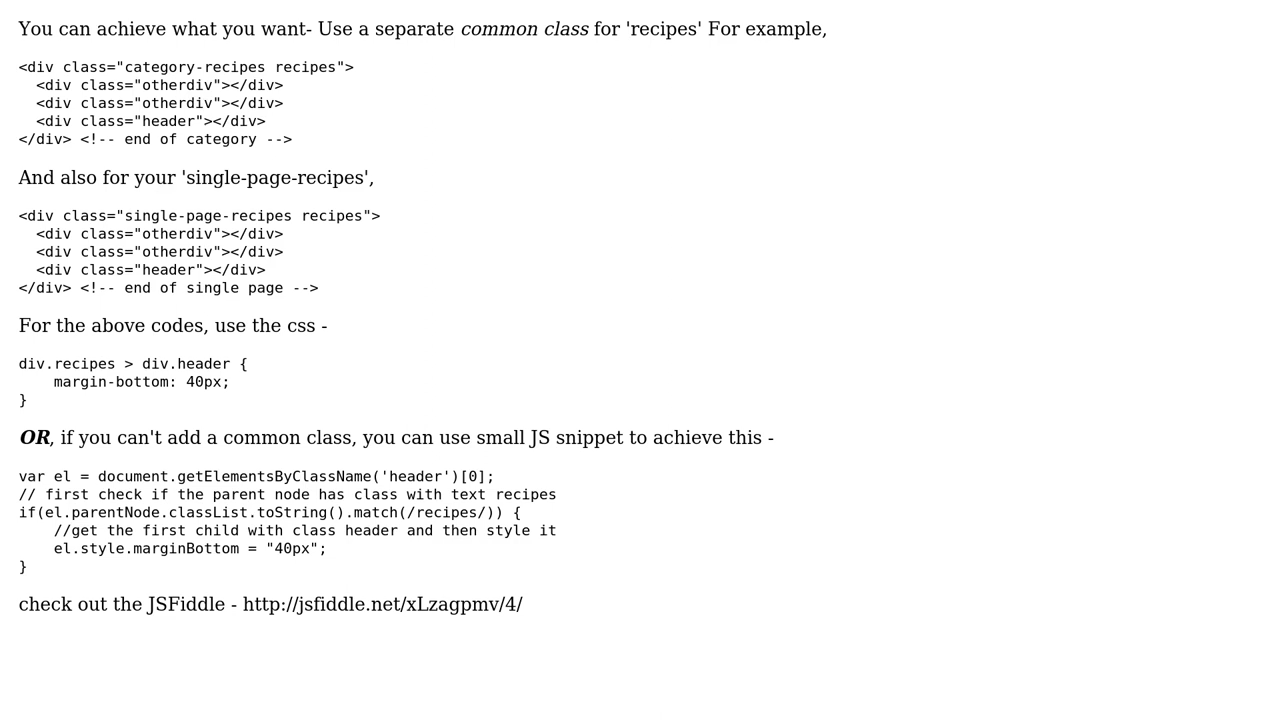 You can achieve what you want- Use a separate common class for 'recipes' For example,
<div class="category-recipes recipes">
  <div class="otherdiv"></div>
  <div class="otherdiv"></div>
  <div class="header"></div>
</div> <!-- end of category -->
And also for your 'single-page-recipes',
<div class="single-page-recipes recipes">
  <div class="otherdiv"></div>
  <div class="otherdiv"></div>
  <div class="header"></div>
</div> <!-- end of single page -->
For the above codes, use the css -
div.recipes > div.header {
    margin-bottom: 40px;
}
OR, if you can't add a common class, you can use small JS snippet to achieve this -
var el = document.getElementsByClassName('header')[0];
// first check if the parent node has class with text recipes
if(el.parentNode.classList.toString().match(/recipes/)) {
    //get the first child with class header and then style it
    el.style.marginBottom = "40px";
}
check out the JSFiddle - http://jsfiddle.net/xLzagpmv/4/